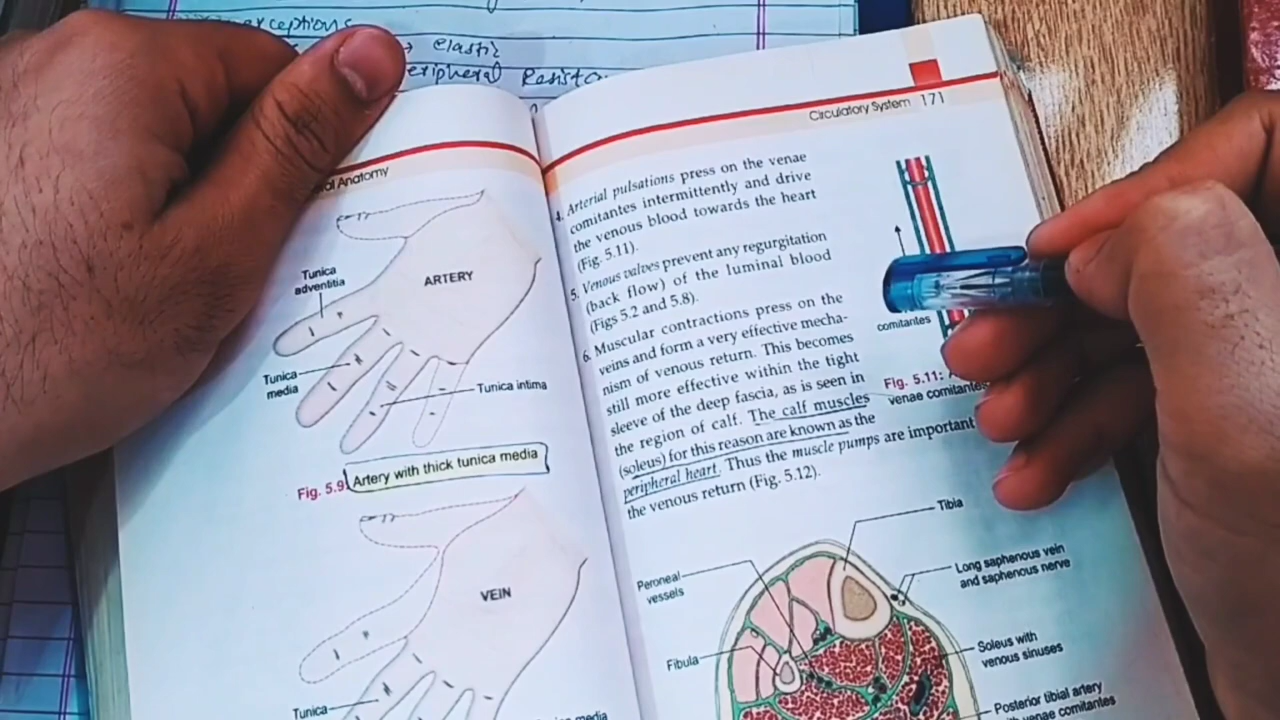 elastic
Peripheral Resista
al Anatomy
Tunica
adventitia
ARTERY
Tunica
media
Tunica intima
Fig. 5.9: Artery with thick tunica media
VEIN
Tunica
media
Circulatory System 171
4. Arterial pulsations press on the venae
comitantes intermittently and drive
the venous blood towards the heart
(Fig. 5.11).
5. Venous valves prevent any regurgitation
(back flow) of the luminal blood
(Figs 5.2 and 5.8).
6. Muscular contractions press on the
veins and form a very effective mecha-
nism of venous return. This becomes
still more effective within the tight
sleeve of the deep fascia, as is seen in
the region of calf. The calf muscles
(soleus) for this reason are known as the
peripheral heart. Thus the muscle pumps are important
the venous return (Fig. 5.12).
comitantes
Fig. 5.11:
venae comitantes
Tibia
Peroneal
vessels
Long saphenous vein
and saphenous nerve
Fibula
Soleus with
venous sinuses
Posterior tibial artery
venae comitantes